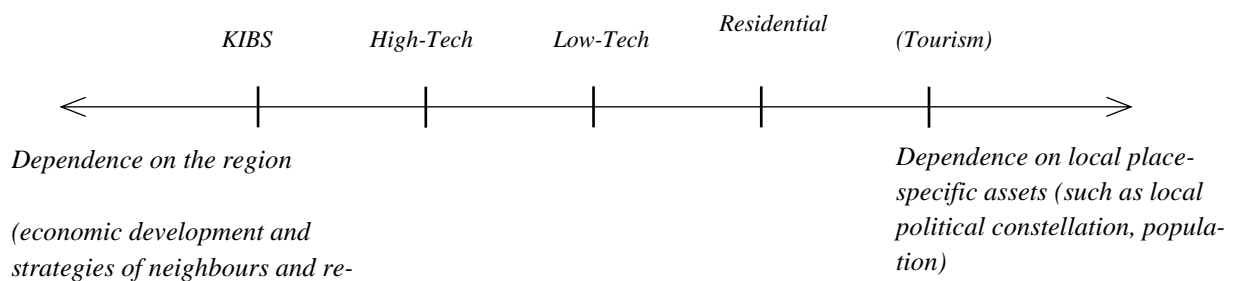 KIBS High-Tech Low-Tech Residential (Tourism)
Dependence on the region
(economic development and
strategies of neighbours and re-
Dependence on local place-
specific assets (such as local
political constellation, popula-
tion)